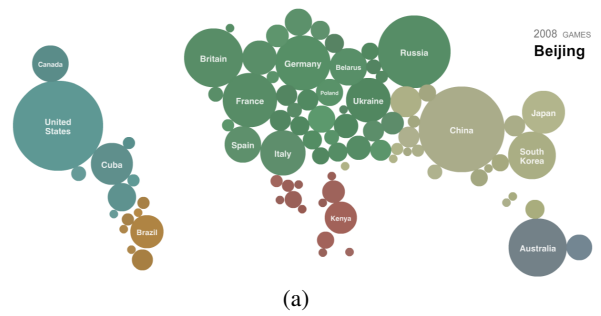 2008 GAMES
Beijing
Canada
United
States
Cuba
Brazil
Britain
Germany
Belarus
Russia
France
Poland
Ukraine
Spain
Italy
Kenya
China
Japan
South
Korea
Australia
(a)